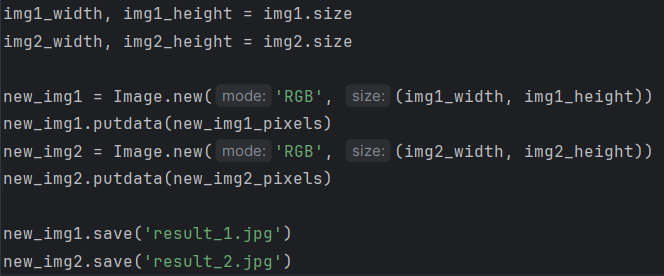 img1_width, img1_height = img1.size
img2_width, img2_height = img2.size
new_img1 = Image.new( mode: 'RGB', size: (img1_width, img1_height))
new_img1.putdata(new_img1_pixels)
new_img2 = Image.new( mode: 'RGB', size: (img2_width, img2_height))
new_img2.putdata(new_img2_pixels)
new_img1.save('result_1.jpg')
new_img2.save('result_2.jpg')